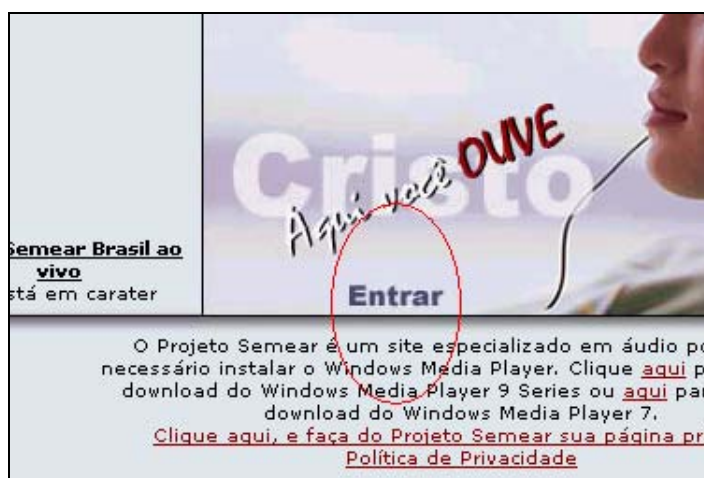 Cristo
Aqui você OUVE
Semear Brasil ao
vivo
stá em carater
Entrar
O Projeto Semear é um site especializado em áudio po
necessário instalar o Windows Media Player. Clique aqui p
download do Windows Media Player 9 Series ou aqui par
download do Windows Media Player 7.
Clique aqui, e faça do Projeto Semear sua página pr
Política de Privacidade